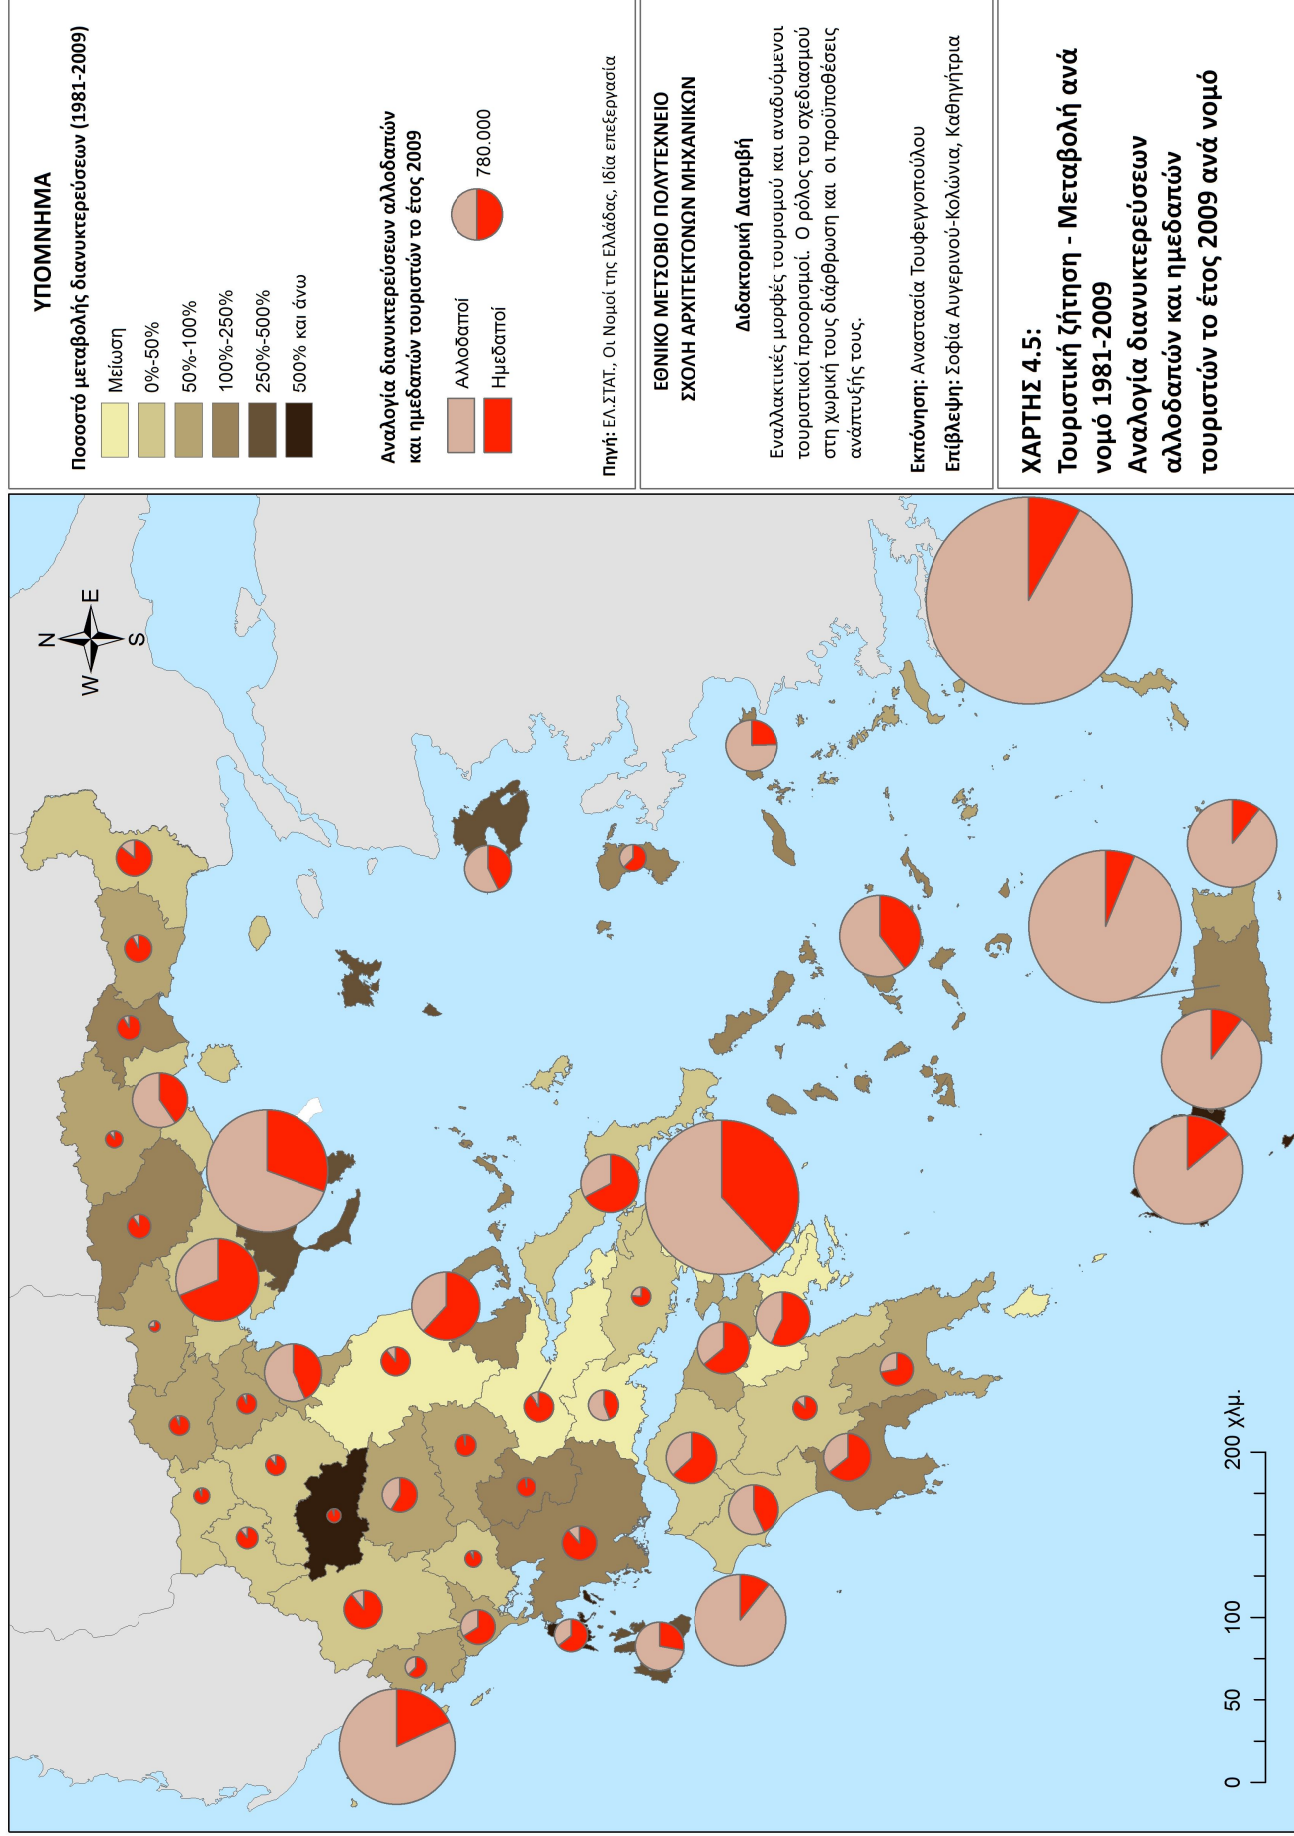 ΥΠΟΜΝΗΜΑ
Ποσοστό μεταβολής διανυκτερεύσεων (1981-2009)
Μείωση
0%-50%
50%-100%
100%-250%
250%-500%
500% και άνω
Αναλογία διανυκτερεύσεων αλλοδαπών
και ημεδαπών τουριστών το έτος 2009
Αλλοδαποί
Ημεδαποί
780.000
Πηγή: ΕΛ.ΣΤΑΤ., Οι Νομοί της Ελλάδας, Ιδία επεξεργασία
ΕΘΝΙΚΟ ΜΕΤΣΟΒΙΟ ΠΟΛΥΤΕΧΝΕΙΟ
ΣΧΟΛΗ ΑΡΧΙΤΕΚΤΟΝΩΝ ΜΗΧΑΝΙΚΩΝ
Διδακτορική Διατριβή
Εναλλακτικές μορφές τουρισμού και αναδυόμενοι
τουριστικοί προορισμοί. Ο ρόλος του σχεδιασμού
στη χωρική τους διάρθρωση και οι προϋποθέσεις
ανάπτυξής τους.
Εκπόνηση: Αναστασία Τουφεγγοπούλου
Επίβλεψη: Σοφία Αυγερινού-Κολώνια, Καθηγήτρια
ΧΑΡΤΗΣ 4.5:
Τουριστική ζήτηση - Μεταβολή ανά
νομό 1981-2009
Αναλογία διανυκτερεύσεων
αλλοδαπών και ημεδαπών
τουριστών το έτος 2009 ανά νομό
N
W
E
S
0
50
100
200 χλμ.